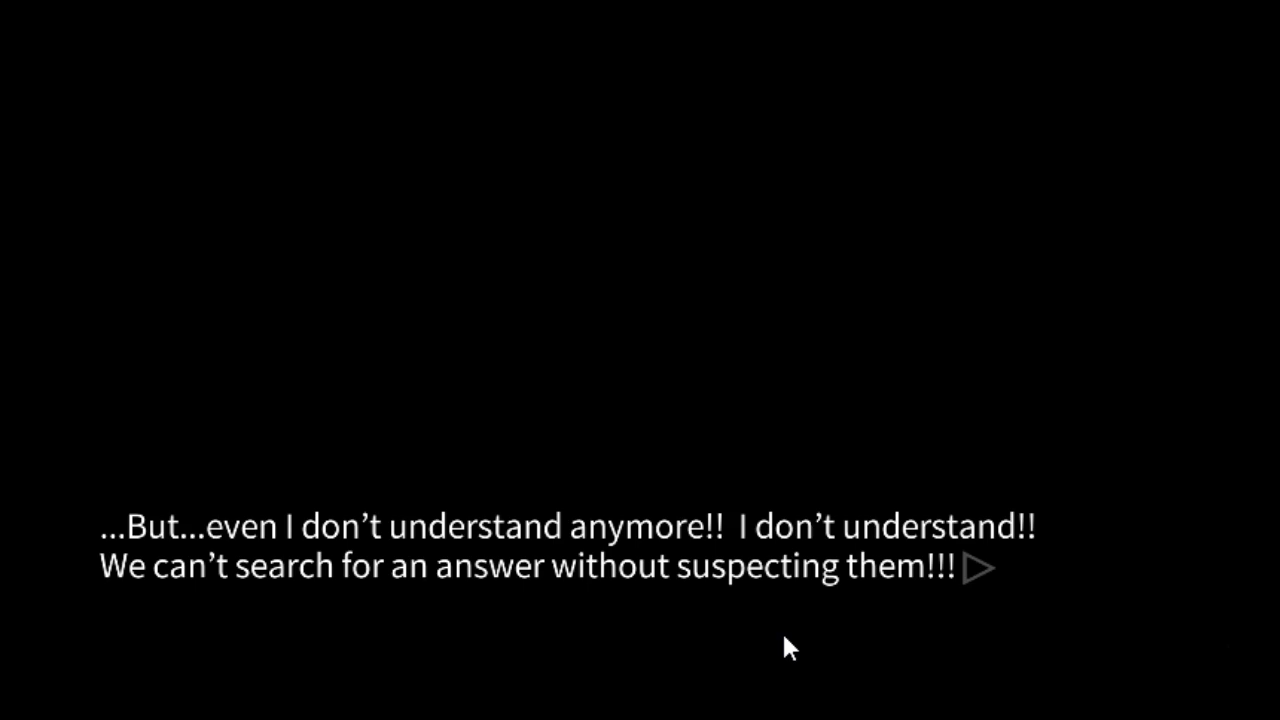 ...But...even I don’t understand anymore!!  I don’t understand!!
We can’t search for an answer without suspecting them!!!